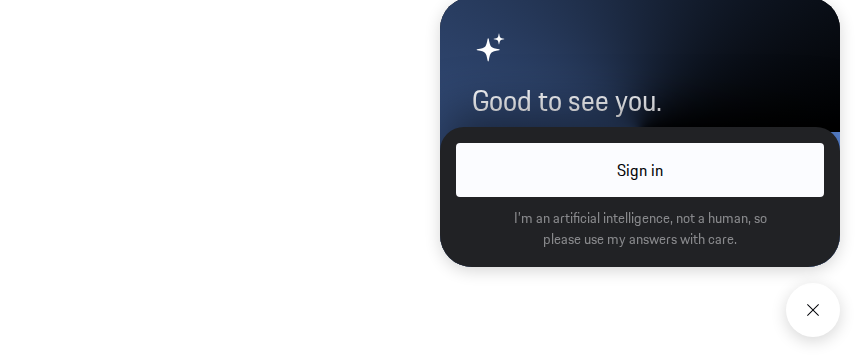 Good to see you.
Sign in
I'm an artificial intelligence, not a human, so
please use my answers with care.